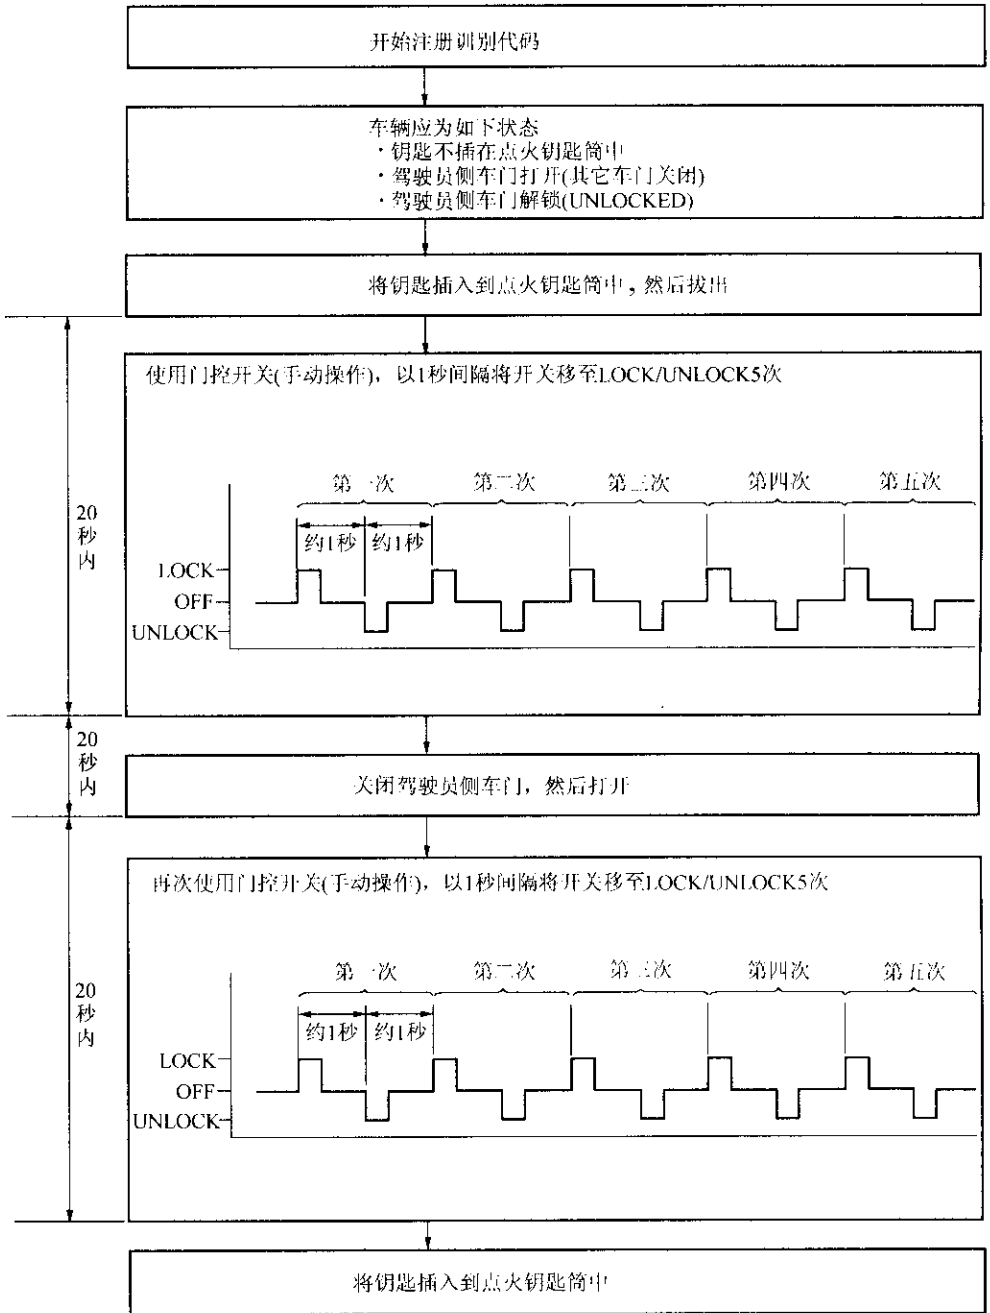 开始注册识别代码
车辆应为如下状态
·钥匙不插在点火钥匙筒中
·驾驶员侧车门打开(其它车门关闭)
·驾驶员侧车门解锁(UNLOCKED)
将钥匙插入到点火钥匙筒中，然后拔出
20秒内
使用门控开关(手动操作)，以1秒间隔将开关移至LOCK/UNLOCK5次
第一次 第二次 第三次 第四次 第五次
约1秒 约1秒
LOCK
OFF
UNLOCK
20秒内
关闭驾驶员侧车门，然后打开
20秒内
再次使用门控开关(手动操作)，以1秒间隔将开关移至LOCK/UNLOCK5次
第一次 第二次 第三次 第四次 第五次
约1秒 约1秒
LOCK
OFF
UNLOCK
将钥匙插入到点火钥匙筒中